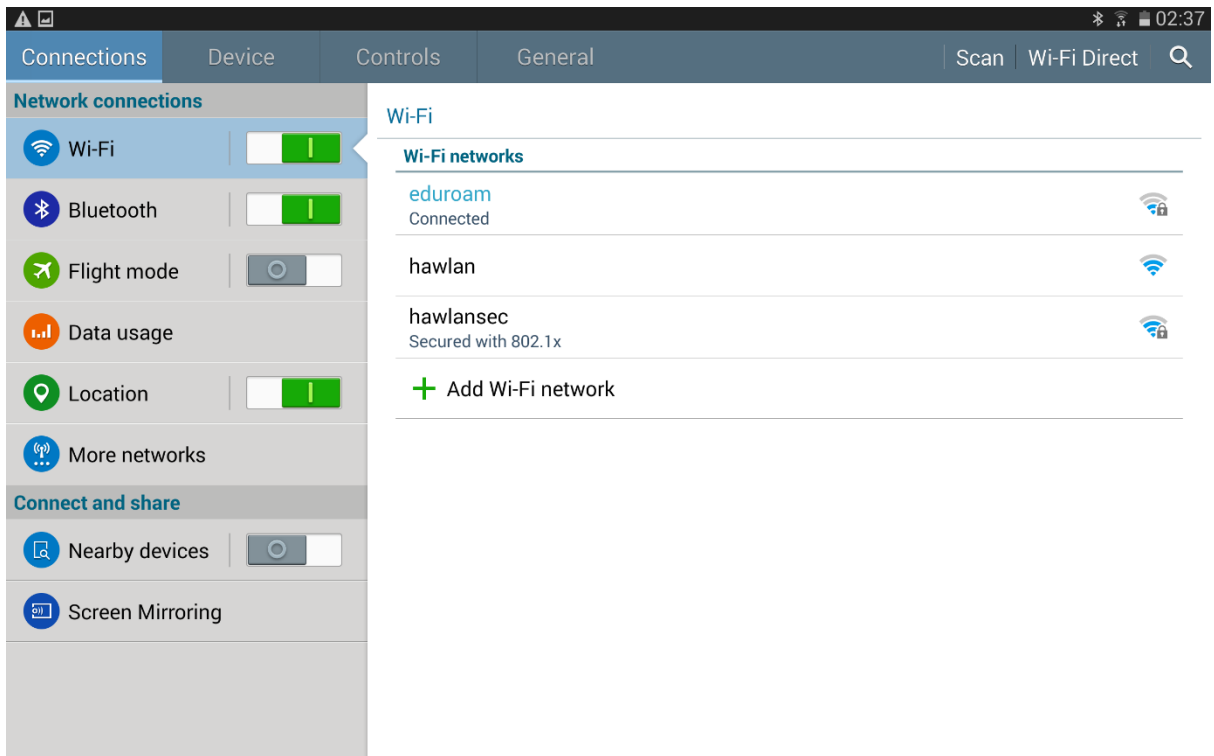 02:37
Connections Device Controls General Scan Wi-Fi Direct
Network connections
Wi-Fi
Bluetooth
Flight mode
Data usage
Location
More networks
Connect and share
Nearby devices
Screen Mirroring
Wi-Fi
Wi-Fi networks
eduroam
Connected
hawlan
hawlansec
Secured with 802.1x
Add Wi-Fi network